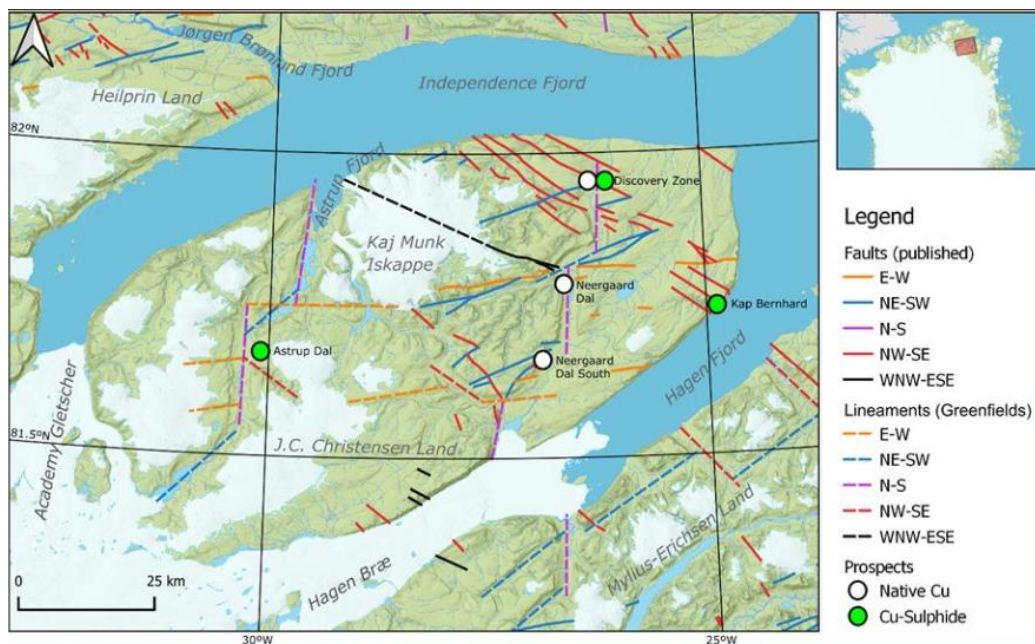 Jørgen Brønlund Fjord
Heilprin Land
Independence Fjord
82ºN
Astrup Fjord
Discovery Zone
Kaj Munk
Iskappe
Neergaard
Dal
Kap Bernhard
Astrup Dal
Neergaard
Dal South
Hagen Fjord
Academy Gletscher
81.5ºN
J.C. Christensen Land
Mylius-Erichsen Land
Hagen Bræ
0
25 km
30ºW
25ºW
Legend
Faults (published)
E-W
NE-SW
N-S
NW-SE
WNW-ESE
Lineaments (Greenfields)
E-W
NE-SW
N-S
NW-SE
WNW-ESE
Prospects
Native Cu
Cu-Sulphide